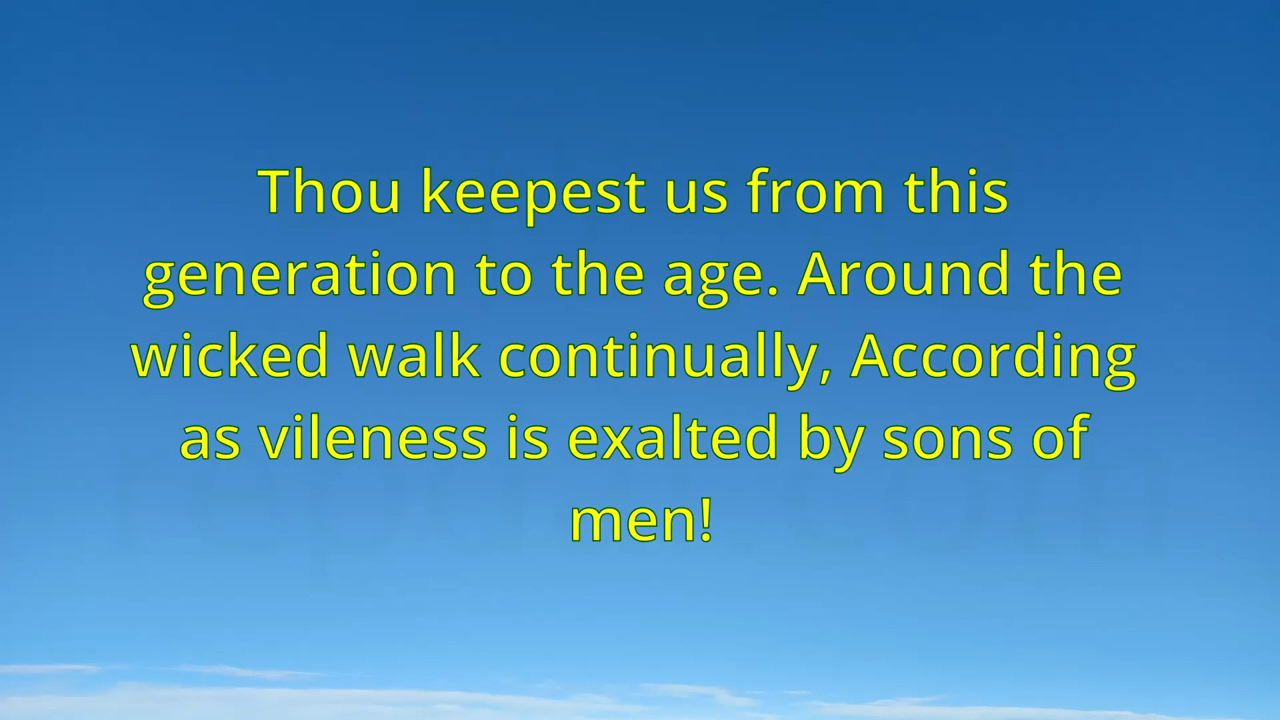 Thou keepest us from this
generation to the age. Around the
wicked walk continually, According
as vileness is exalted by sons of
men!